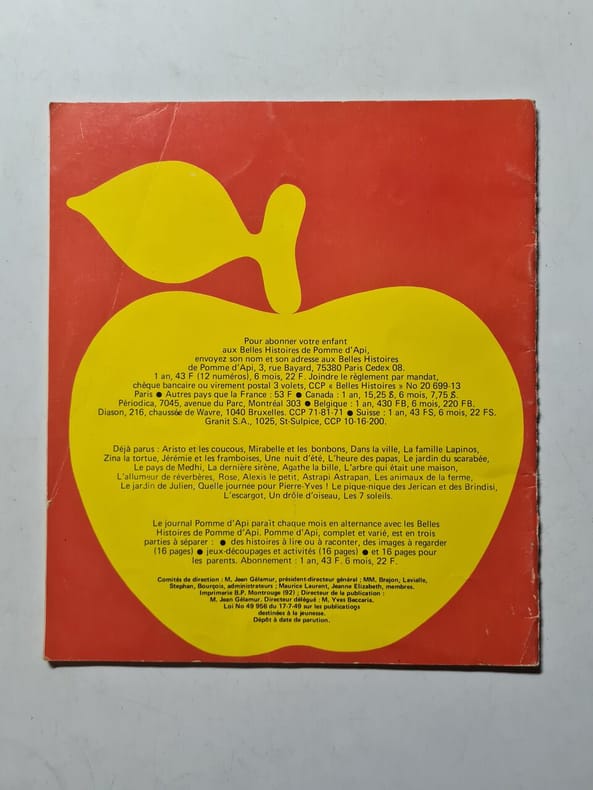 Pour abonner votre enfant
aux Belles Histoires de Pomme d'Api,
envoyez son nom et son adresse aux Belles Histoires
de Pomme d'Api, 3, rue Bayard, 75380 Paris Cedex 08.
1 an, 43 F (12 numéros), 6 mois, 22 F. Joindre le règlement par mandat,
chèque bancaire ou virement postal 3 volets, CCP « Belles Histoires » No 20 699-13
Paris ● Autres pays que la France : 53 F ● Canada : 1 an, 15,25 $, 6 mois, 7,75 $.
Périodica, 7045, avenue du Parc, Montréal 303 ● Belgique : 1 an, 430 FB, 6 mois, 220 FB.
Diason, 216, chaussée de Wavre, 1040 Bruxelles. CCP 71-81-71 ● Suisse : 1 an, 43 FS, 6 mois, 22 FS.
Granit S.A., 1025, St-Sulpice, CCP 10-16-200.
Déjà parus : Aristo et les coucous, Mirabelle et les bonbons, Dans la ville, La famille Lapinos,
Zina la tortue, Jérémie et les framboises, Une nuit d'été, L'heure des papas, Le jardin du scarabée,
Le pays de Medhi, La dernière sirène, Agathe la bille, L'arbre qui était une maison,
L'allumeur de réverbères, Rose, Alexis le petit, Astrapi Astrapan, Les animaux de la ferme,
Le jardin de Julien, Quelle journée pour Pierre-Yves ! Le pique-nique des Jerican et des Brindisi,
L'escargot, Un drôle d'oiseau, Les 7 soleils.
Le journal Pomme d'Api paraît chaque mois en alternance avec les Belles
Histoires de Pomme d'Api. Pomme d'Api, complet et varié, est en trois
parties à séparer : ● des histoires à lire ou à raconter, des images à regarder
(16 pages) ● jeux-découpages et activités (16 pages) ● et 16 pages pour
les parents. Abonnement : 1 an, 43 F. 6 mois, 22 F.
Comités de direction : M. Jean Gélamur, président-directeur général ; MM. Brajon, Lavialle,
Stephan, Bourgois, administrateurs ; Maurice Laurent, Jeanne Elizabeth, membres.
Imprimerie B.P. Montrouge (92) ; Directeur de la publication :
M. Jean Gélamur. Directeur délégué : M. Yves Beccaria.
Loi No 49 956 du 17-7-49 sur les publications
destinées à la jeunesse.
Dépôt à date de parution.